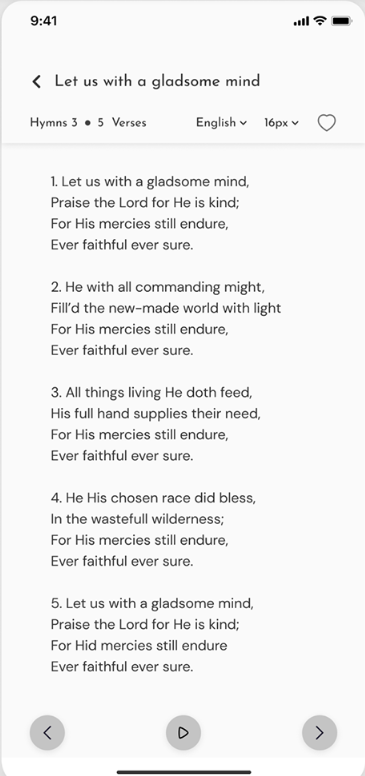 9:41
Let us with a gladsome mind
Hymns 3 • 5 Verses English 16px
1. Let us with a gladsome mind,
Praise the Lord for He is kind;
For His mercies still endure,
Ever faithful ever sure.
2. He with all commanding might,
Fill'd the new-made world with light
For His mercies still endure,
Ever faithful ever sure.
3. All things living He doth feed,
His full hand supplies their need,
For His mercies still endure,
Ever faithful ever sure.
4. He His chosen race did bless,
In the wastefull wilderness;
For His mercies still endure,
Ever faithful ever sure.
5. Let us with a gladsome mind,
Praise the Lord for He is kind;
For Hid mercies still endure
Ever faithful ever sure.